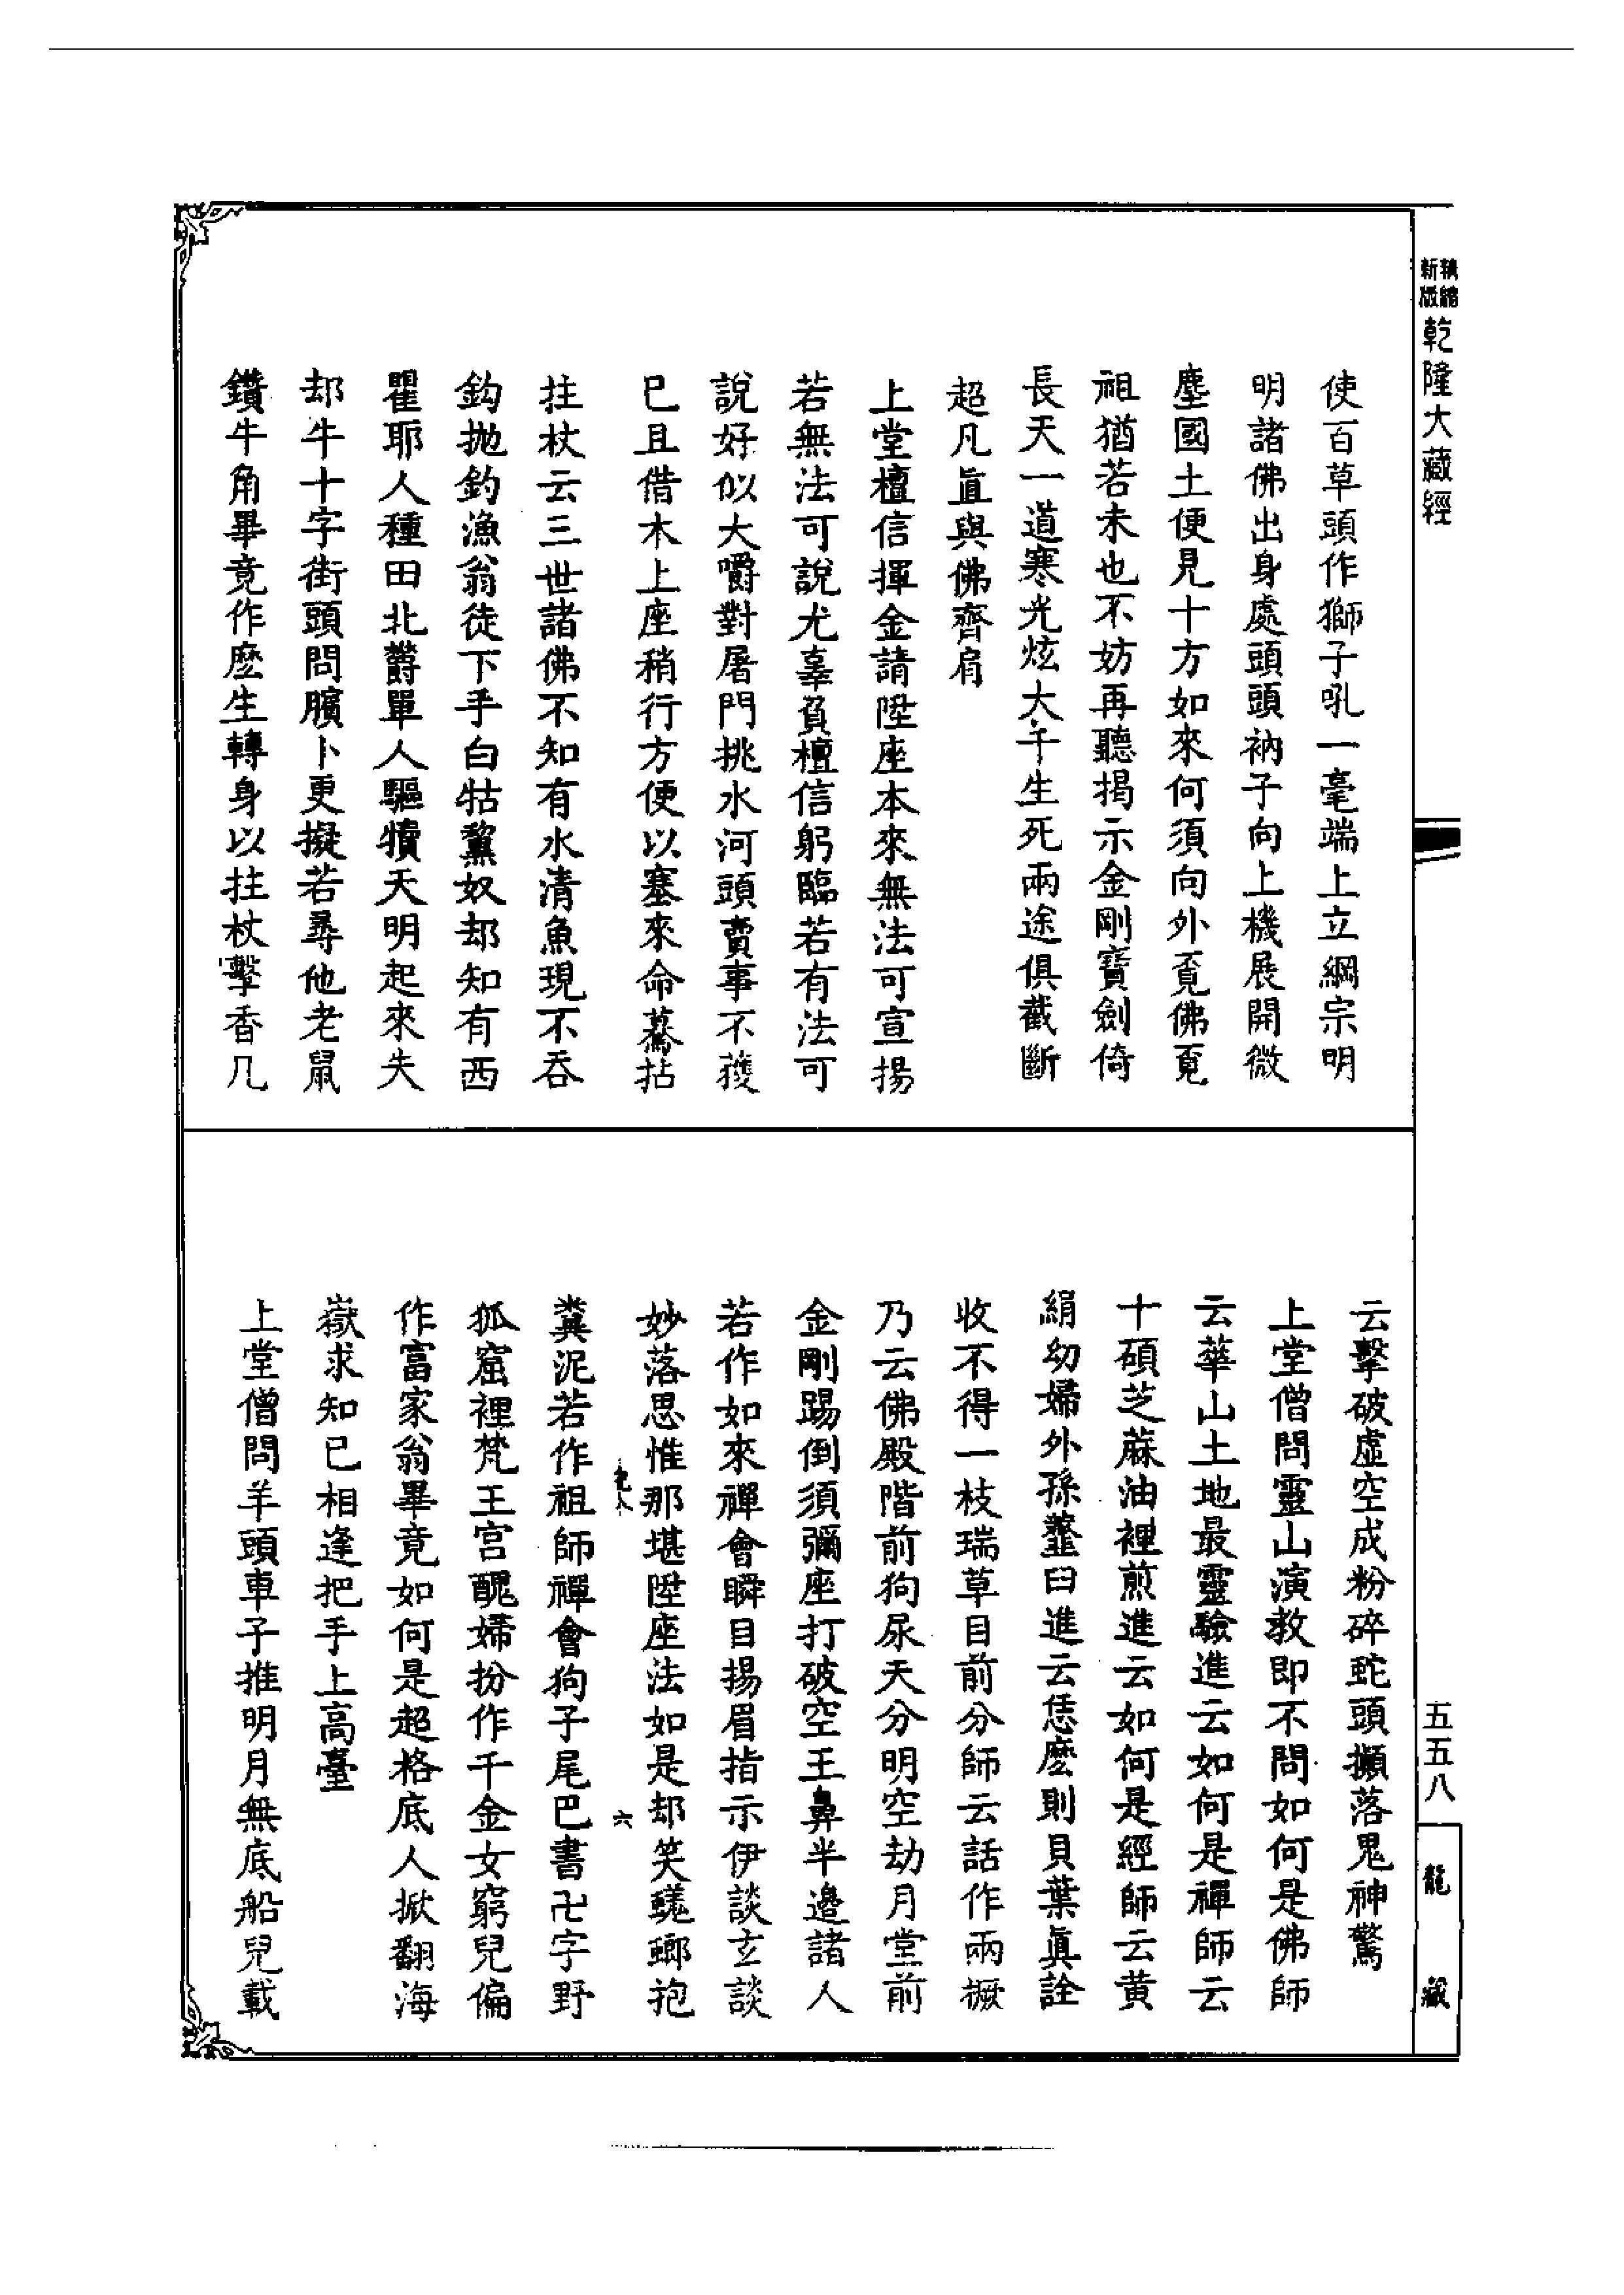 新版
乾隆大藏經
使百草頭作獅子吼一毫端上立綱宗明
明諸佛出身處頭頭衲子向上機展開微
塵國土便見十方如來何須向外覓佛覓
祖猶若未也不妨再聽揭示金剛寶劍倚
長天一道寒光炫大千生死兩途俱截斷
超凡直與佛齊肩
上堂檀信揮金請陞座本來無法可宣揚
若無法可說尤辜負檀信躬臨若有法可
說好似大嚼對屠門挑水河頭賣事不獲
已且借木上座稍行方便以塞來命驀拈
拄杖云三世諸佛不知有水清魚現不吞
鈎拋釣漁翁徒下手白牯黧奴却知有西
瞿耶人種田北鬱單人驅犢天明起來失
却牛十字街頭問臏卜更擬若尋他老鼠
鑽牛角畢竟作麽生轉身以拄杖擊香几
云擊破虛空成粉碎蛇頭攧落鬼神驚
上堂僧問靈山演教即不問如何是佛師
云華山土地最靈驗進云如何是禪師云
十碩芝蔴油裡煎進云如何是經師云黃
絹幼婦外孫虀臼進云恁麽則貝葉眞詮
收不得一枝瑞草目前分師云話作兩橛
乃云佛殿階前狗尿天分明空劫月堂前
金剛踢倒須彌座打破空王鼻半邊諸人
若作如來禪會瞬目揚眉指示伊談玄談
妙落思惟那堪陞座法如是却笑蜣螂抱
糞泥若作祖師禪會狗子尾巴書卍字野
狐窟裡梵王宮醜婦扮作千金女窮兒偏
作富家翁畢竟如何是超格底人掀翻海
嶽求知己相逢把手上高臺
上堂僧問羊頭車子推明月無底船兒載
六
五五八
龍藏